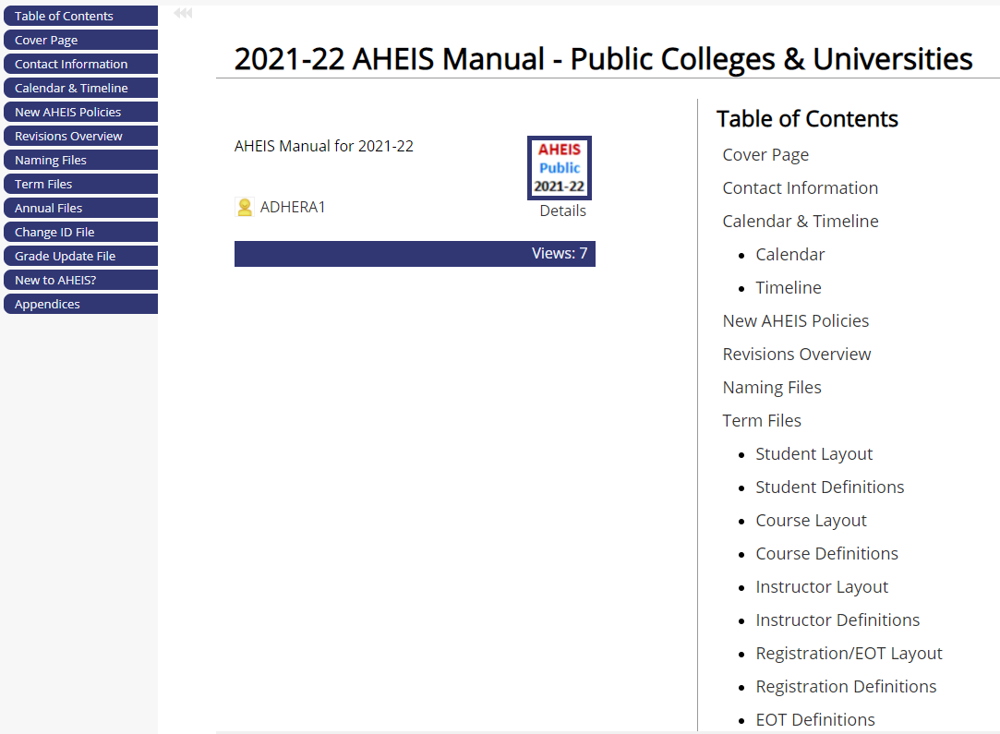 Table of Contents
Cover Page
Contact Information
Calendar & Timeline
New AHEIS Policies
Revisions Overview
Naming Files
Term Files
Annual Files
Change ID File
Grade Update File
New to AHEIS?
Appendices
2021-22 AHEIS Manual - Public Colleges & Universities
AHEIS Manual for 2021-22
AHEIS
Public
2021-22
Details
ADHERA1
Views: 7
Table of Contents
Cover Page
Contact Information
Calendar & Timeline
Calendar
Timeline
New AHEIS Policies
Revisions Overview
Naming Files
Term Files
Student Layout
Student Definitions
Course Layout
Course Definitions
Instructor Layout
Instructor Definitions
Registration/EOT Layout
Registration Definitions
EOT Definitions